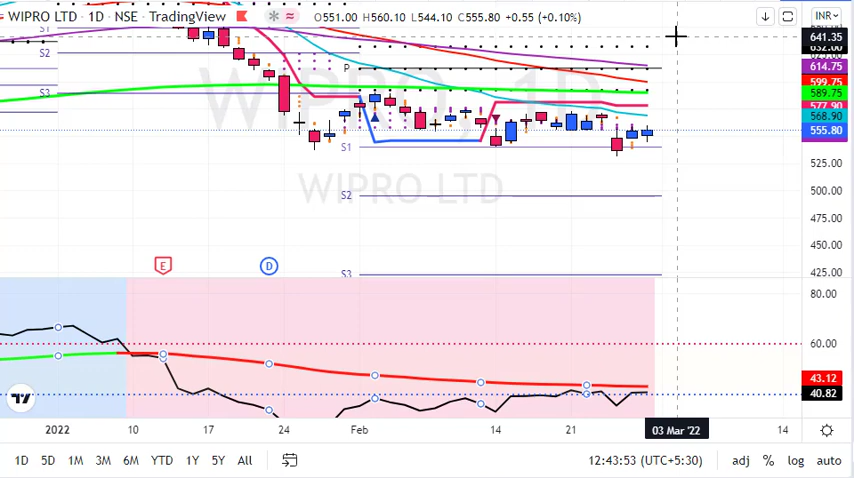 WIPRO LTD · 1D · NSE · TradingView O551.00 H560.10 L544.10 C555.80 +0.55 (+0.10%)
INR
641.35
632.00
614.75
599.75
589.75
577.90
568.90
555.80
525.00
500.00
475.00
450.00
425.00
S1
S2
S3
P
S1
S2
S3
WIPRO LTD
E
D
80.00
60.00
43.12
40.82
2022 10 17 24 Feb 14 21 03 Mar '22 14
1D 5D 1M 3M 6M YTD 1Y 5Y All 12:43:53 (UTC+5:30) adj % log auto